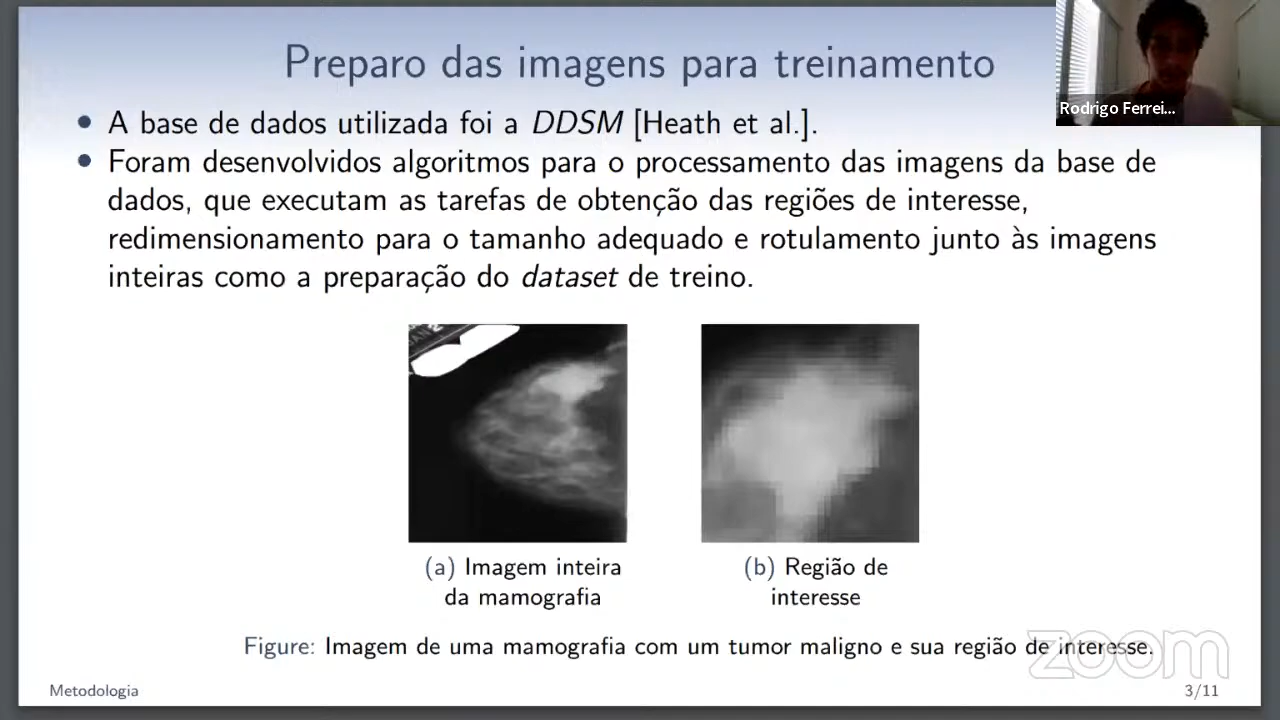 Preparo das imagens para treinamento
Rodrigo Ferrei...
• A base de dados utilizada foi a DDSM [Heath et al.].
• Foram desenvolvidos algoritmos para o processamento das imagens da base de
dados, que executam as tarefas de obtenção das regiões de interesse,
redimensionamento para o tamanho adequado e rotulamento junto às imagens
inteiras como a preparação do dataset de treino.
(a) Imagem inteira
da mamografia
(b) Região de
interesse
Figure: Imagem de uma mamografia com um tumor maligno e sua região de interesse.
zoom
Metodologia
3/11